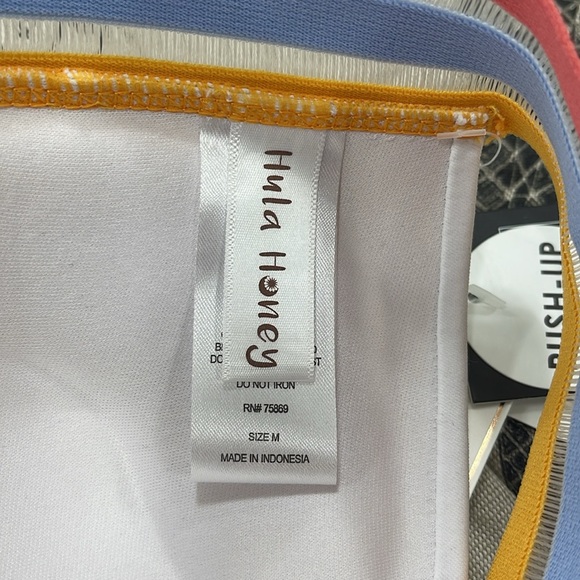 Hula Honey
DO NOT IRON
RN# 75869
SIZE M
MADE IN INDONESIA
PUSH-UP